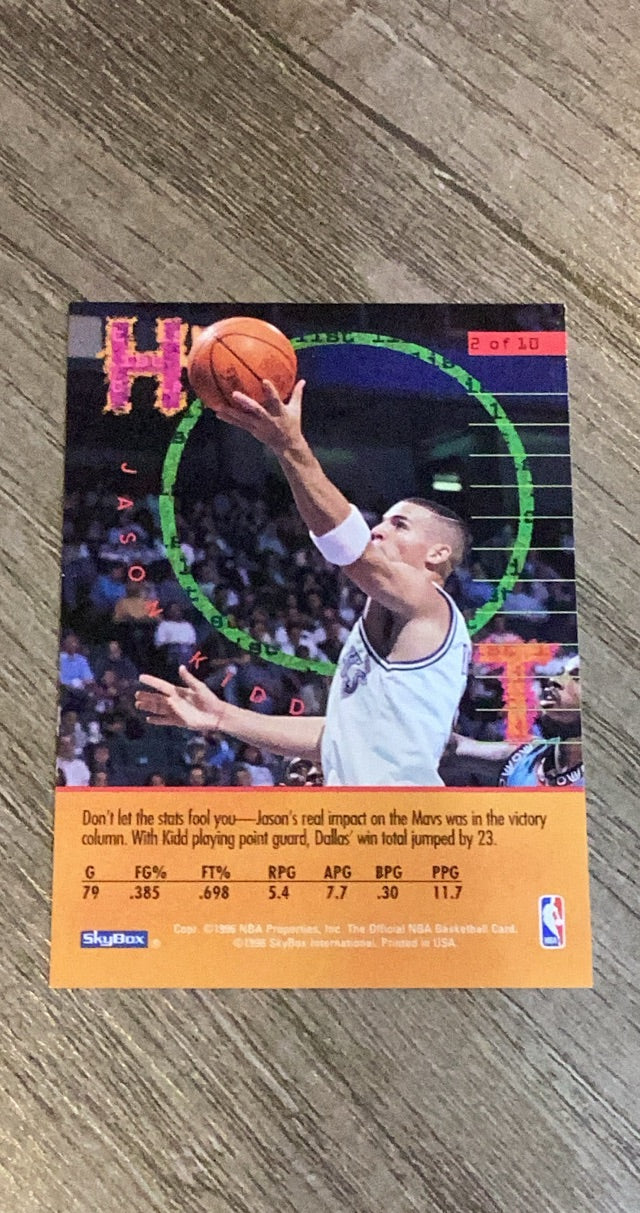 H
2 of 10
JASON KIDD
T
Don't let the stats fool you—Jason's real impact on the Mavs was in the victory
column. With Kidd playing point guard, Dallas' win total jumped by 23.
G FG% FT% RPG APG BPG PPG
79 .385 .698 5.4 7.7 .30 11.7
Copr. ©1996 NBA Properties, Inc. The Official NBA Basketball Card.
SkyBox ® ©1996 SkyBox International. Printed in USA
NBA